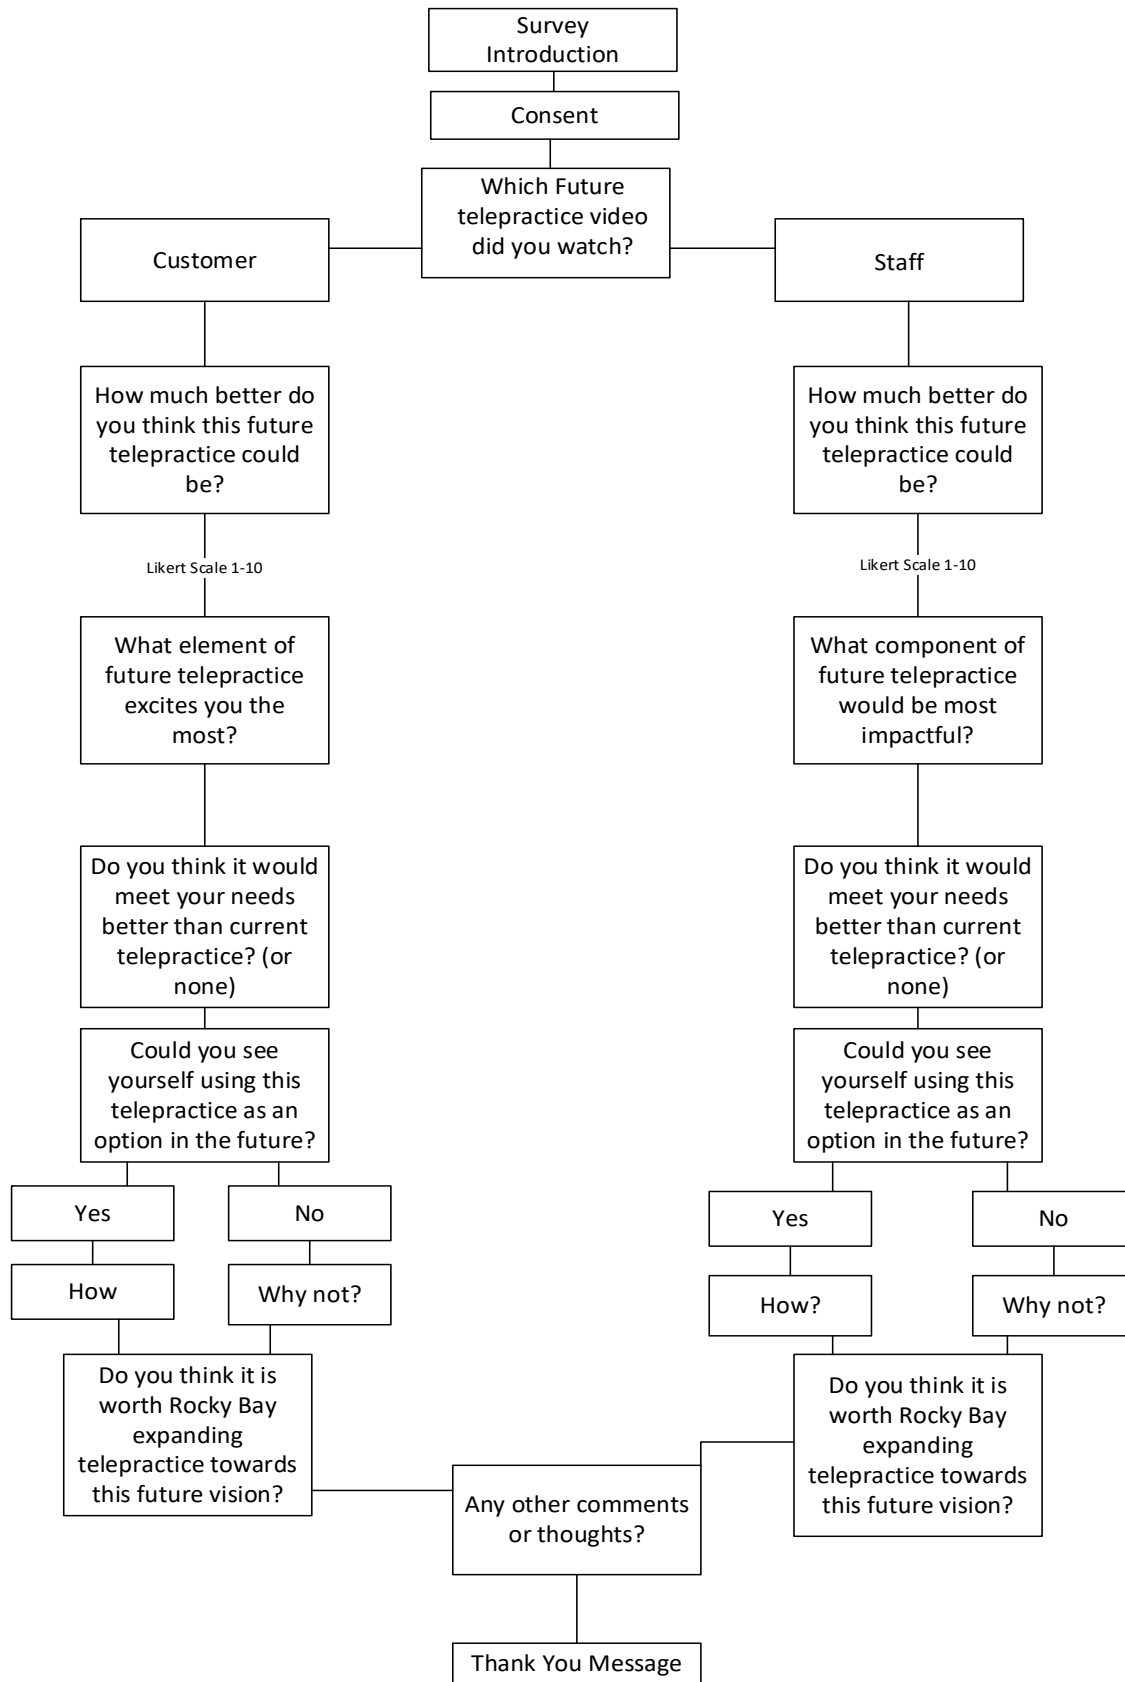 Survey
Introduction
Consent
Which Future
telepractice video
did you watch?
Customer
Staff
How much better do
you think this future
telepractice could
be?
How much better do
you think this future
telepractice could
be?
Likert Scale 1-10
Likert Scale 1-10
What element of
future telepractice
excites you the
most?
What component of
future telepractice
would be most
impactful?
Do you think it would
meet your needs
better than current
telepractice? (or
none)
Do you think it would
meet your needs
better than current
telepractice? (or
none)
Could you see
yourself using this
telepractice as an
option in the future?
Could you see
yourself using this
telepractice as an
option in the future?
Yes
No
Yes
No
How
Why not?
How?
Why not?
Do you think it is
worth Rocky Bay
expanding
telepractice towards
this future vision?
Do you think it is
worth Rocky Bay
expanding
telepractice towards
this future vision?
Any other comments
or thoughts?
Thank You Message